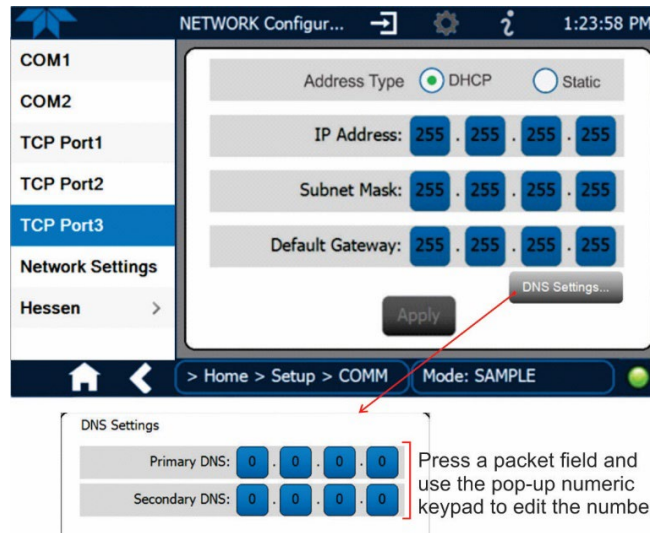 NETWORK Configur... 1:23:58 PM
COM1
COM2
TCP Port1
TCP Port2
TCP Port3
Network Settings
Hessen >
Address Type DHCP Static
IP Address: 255 . 255 . 255 . 255
Subnet Mask: 255 . 255 . 255 . 255
Default Gateway: 255 . 255 . 255 . 255
DNS Settings...
Apply
> Home > Setup > COMM Mode: SAMPLE
DNS Settings
Primary DNS: 0 . 0 . 0 . 0
Secondary DNS: 0 . 0 . 0 . 0
Press a packet field and
use the pop-up numeric
keypad to edit the numbe